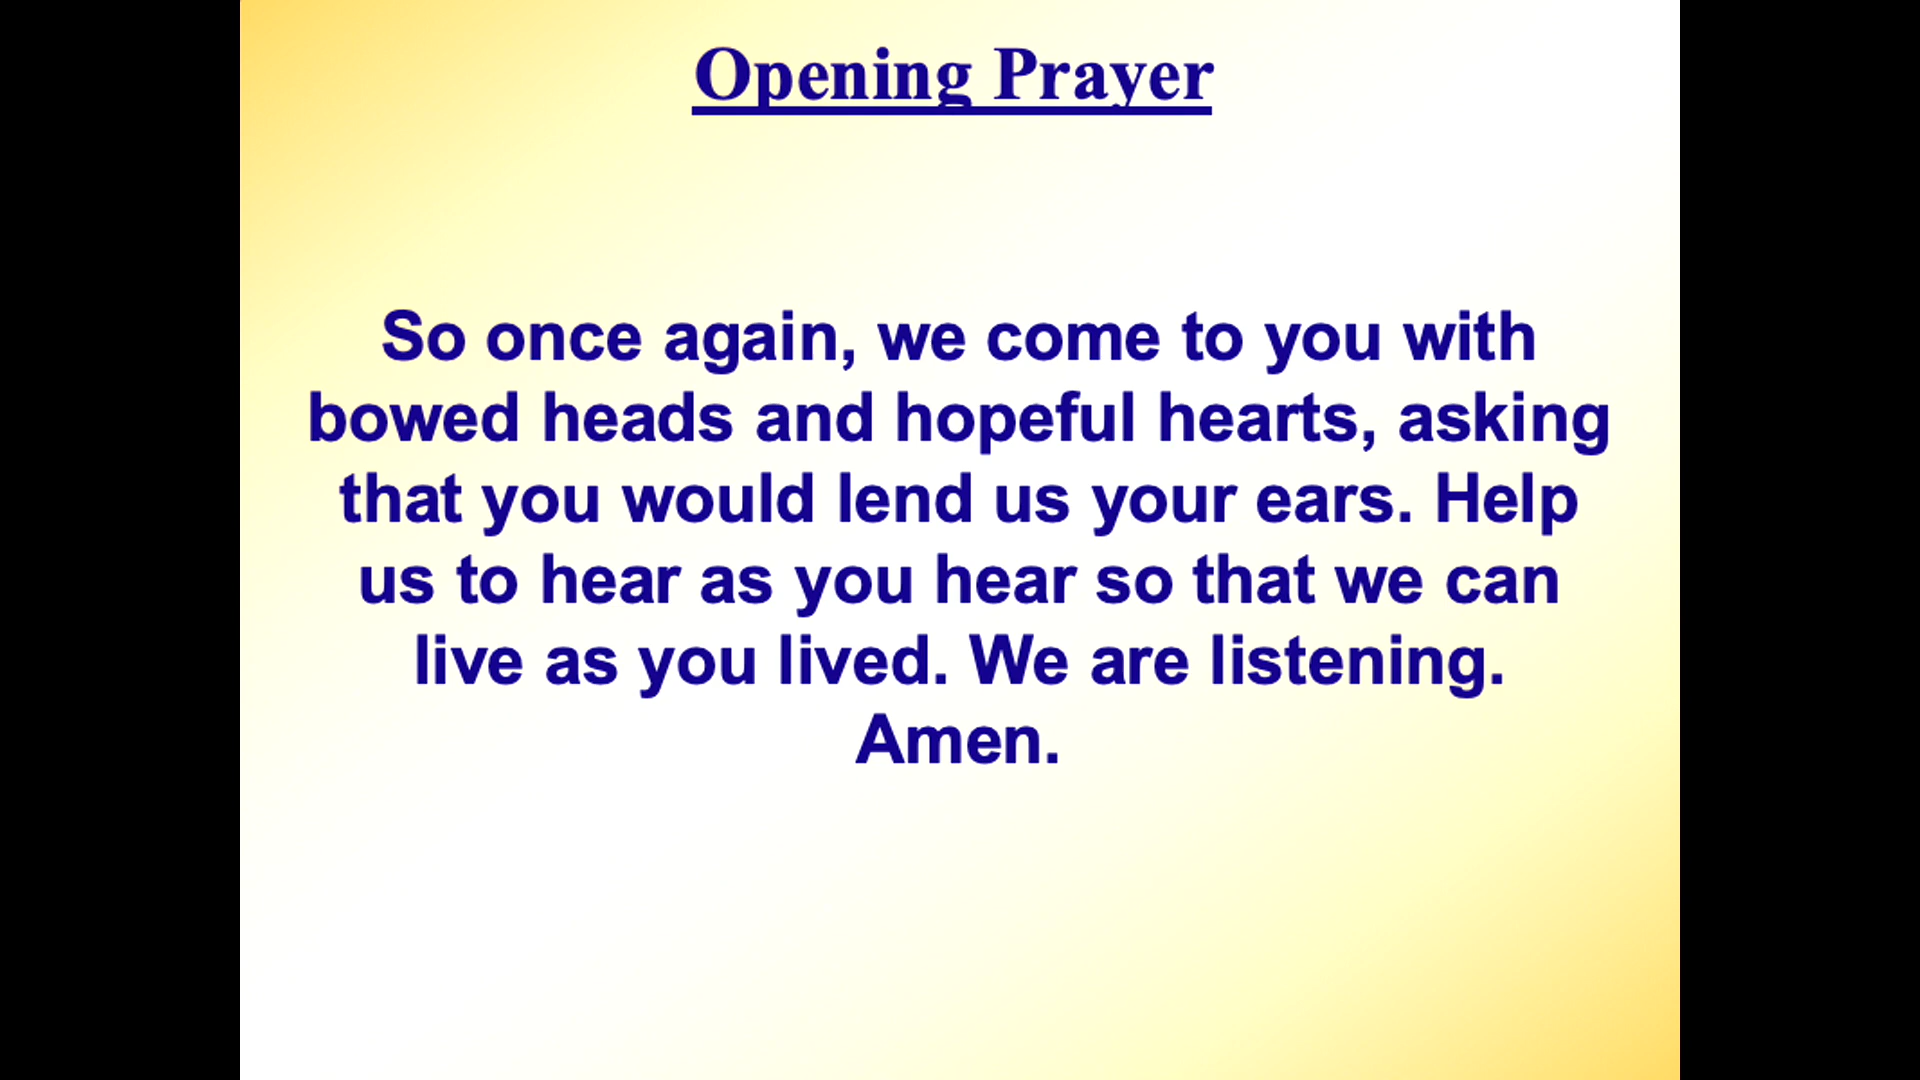 Opening Prayer
So once again, we come to you with
bowed heads and hopeful hearts, asking
that you would lend us your ears. Help
us to hear as you hear so that we can
live as you lived. We are listening.
Amen.